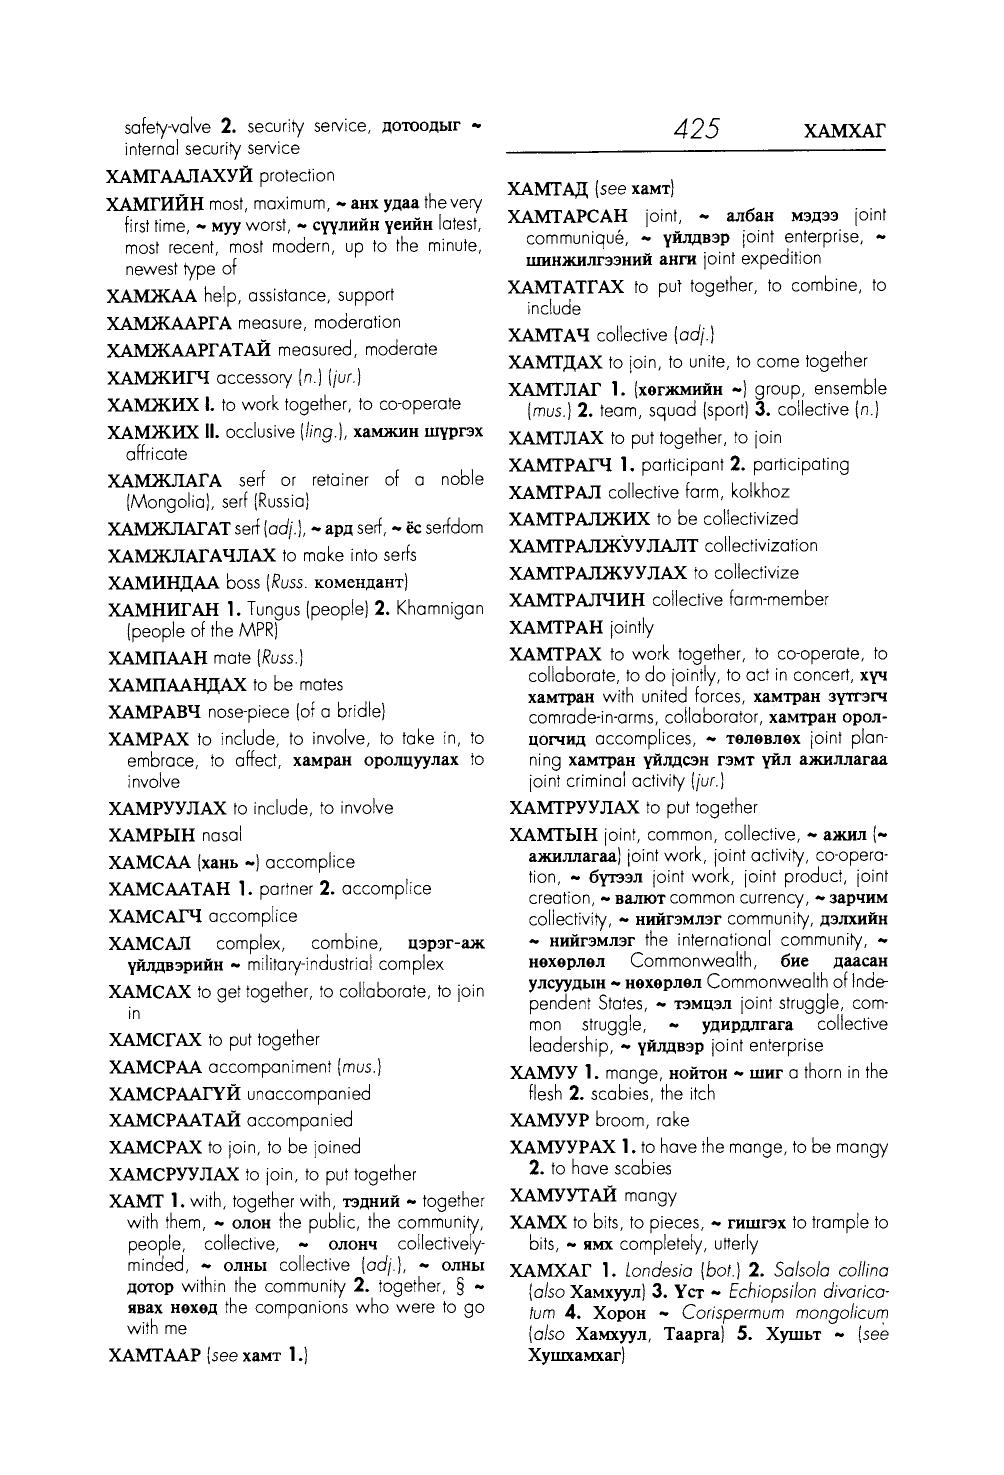 safety-valve 2. security service, дотоодыг ~
internal security service
ХАМГААЛАХУЙ protection
ХАМГИЙН most, maximum, ~ анх удаа the very
first time, ~ муу worst, ~ сүүлийн үеийн latest,
most recent, most modern, up to the minute,
newest type of
ХАМЖАА help, assistance, support
ХАМЖААРГА measure, moderation
ХАМЖААРГАТАЙ measured, moderate
ХАМЖИГЧ accessory (n.) (jur.)
ХАМЖИХ I. to work together, to co-operate
ХАМЖИХ II. occlusive (ling.), хамжин шүргэх
affricate
ХАМЖЛАГА serf or retainer of a noble
(Mongolia), serf (Russia)
ХАМЖЛАГАТ serf (adj.), ~ ард serf, ~ ёс serfdom
ХАМЖЛАГАЧЛАХ to make into serfs
ХАМИНДАА boss (Russ. комендант)
ХАМНИГАН 1. Tungus (people) 2. Khamnigan
(people of the MPR)
ХАМПААН mate (Russ.)
ХАМПААНДАХ to be mates
ХАМРАВЧ nose-piece (of a bridle)
ХАМРАХ to include, to involve, to take in, to
embrace, to affect, хамран оролцуулах to
involve
ХАМРУУЛАХ to include, to involve
ХАМРЫН nasal
ХАМСАА (хань ~) accomplice
ХАМСААТАН 1. partner 2. accomplice
ХАМСАГЧ accomplice
ХАМСАЛ complex, combine, цэрэг-аж
үйлдвэрийн ~ military-industrial complex
ХАМСАХ to get together, to collaborate, to join
in
ХАМСГАХ to put together
ХАМСРАА accompaniment (mus.)
ХАМСРААГҮЙ unaccompanied
ХАМСРААТАЙ accompanied
ХАМСРАХ to join, to be joined
ХАМСРУУЛАХ to join, to put together
ХАМТ 1. with, together with, тэдний ~ together
with them, ~ олон the public, the community,
people, collective, ~ олонч collectively-
minded, ~ олны collective (adj.), ~ олны
дотор within the community 2. together, § ~
явах нөхөд the companions who were to go
with me
ХАМТААР (see хамт 1.)
425 ХАМХАГ
ХАМТАД (see хамт)
ХАМТАРСАН joint, ~ албан мэдээ joint
communiqué, ~ үйлдвэр joint enterprise, ~
шинжилгээний анги joint expedition
ХАМТАТГАХ to put together, to combine, to
include
ХАМТАЧ collective (adj.)
ХАМТДАХ to join, to unite, to come together
ХАМТЛАГ 1. (хөгжмийн ~) group, ensemble
(mus.) 2. team, squad (sport) 3. collective (n.)
ХАМТЛАХ to put together, to join
ХАМТРАГЧ 1. participant 2. participating
ХАМТРАЛ collective farm, kolkhoz
ХАМТРАЛЖИХ to be collectivized
ХАМТРАЛЖУУЛАЛТ collectivization
ХАМТРАЛЖУУЛАХ to collectivize
ХАМТРАЛЧИН collective farm-member
ХАМТРАН jointly
ХАМТРАХ to work together, to co-operate, to
collaborate, to do jointly, to act in concert, хүч
хамтран with united forces, хамтран зүтгэгч
comrade-in-arms, collaborator, хамтран орол-
цогчид accomplices, ~ төлөвлөх joint plan-
ning хамтран үйлдсэн гэмт үйл ажиллагаа
joint criminal activity (jur.)
ХАМТРУУЛАХ to put together
ХАМТЫН joint, common, collective, ~ ажил (~
ажиллагаа) joint work, joint activity, co-opera-
tion, ~ бүтээл joint work, joint product, joint
creation, ~ валют common currency, ~ зарчим
collectivity, ~ нийгэмлэг community, дэлхийн
~ нийгэмлэг the international community, ~
нөхөрлөл Commonwealth, бие даасан
улсуудын ~ нөхөрлөл Commonwealth of Inde-
pendent States, ~ тэмцэл joint struggle, com-
mon struggle, ~ удирдлгага collective
leadership, ~ үйлдвэр joint enterprise
ХАМУУ 1. mange, нойтон ~ шиг a thorn in the
flesh 2. scabies, the itch
ХАМУУР broom, rake
ХАМУУРАХ 1. to have the mange, to be mangy
2. to have scabies
ХАМУУТАЙ mangy
ХАМХ to bits, to pieces, ~ гишгэх to trample to
bits, ~ ямх completely, utterly
ХАМХАГ 1. Londesia (bot.) 2. Salsola collina
(also Хамхуул) 3. Үст ~ Echiopsilon divarica-
tum 4. Хорон ~ Corispermum mongolicum
(also Хамхуул, Таарга) 5. Хушьт ~ (see
Хушхамхаг)